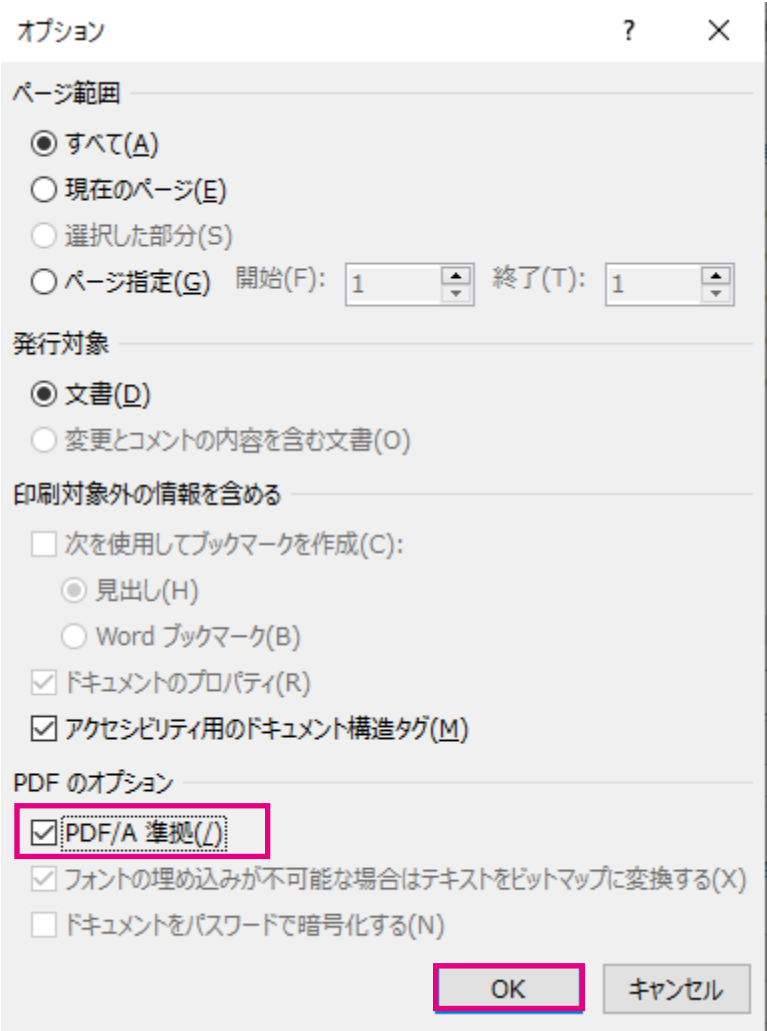 オプション ?
ページ範囲
すべて(A)
現在のページ(E)
選択した部分(S)
ページ指定(G) 開始(F): 1 終了(T): 1
発行対象
文書(D)
変更とコメントの内容を含む文書(O)
印刷対象外の情報を含める
次を使用してブックマークを作成(C):
見出し(H)
Word ブックマーク(B)
ドキュメントのプロパティ(R)
アクセシビリティ用のドキュメント構造タグ(M)
PDF のオプション
PDF/A 準拠(/)
フォントの埋め込みが不可能な場合はテキストをビットマップに変換する(X)
ドキュメントをパスワードで暗号化する(N)
OK キャンセル